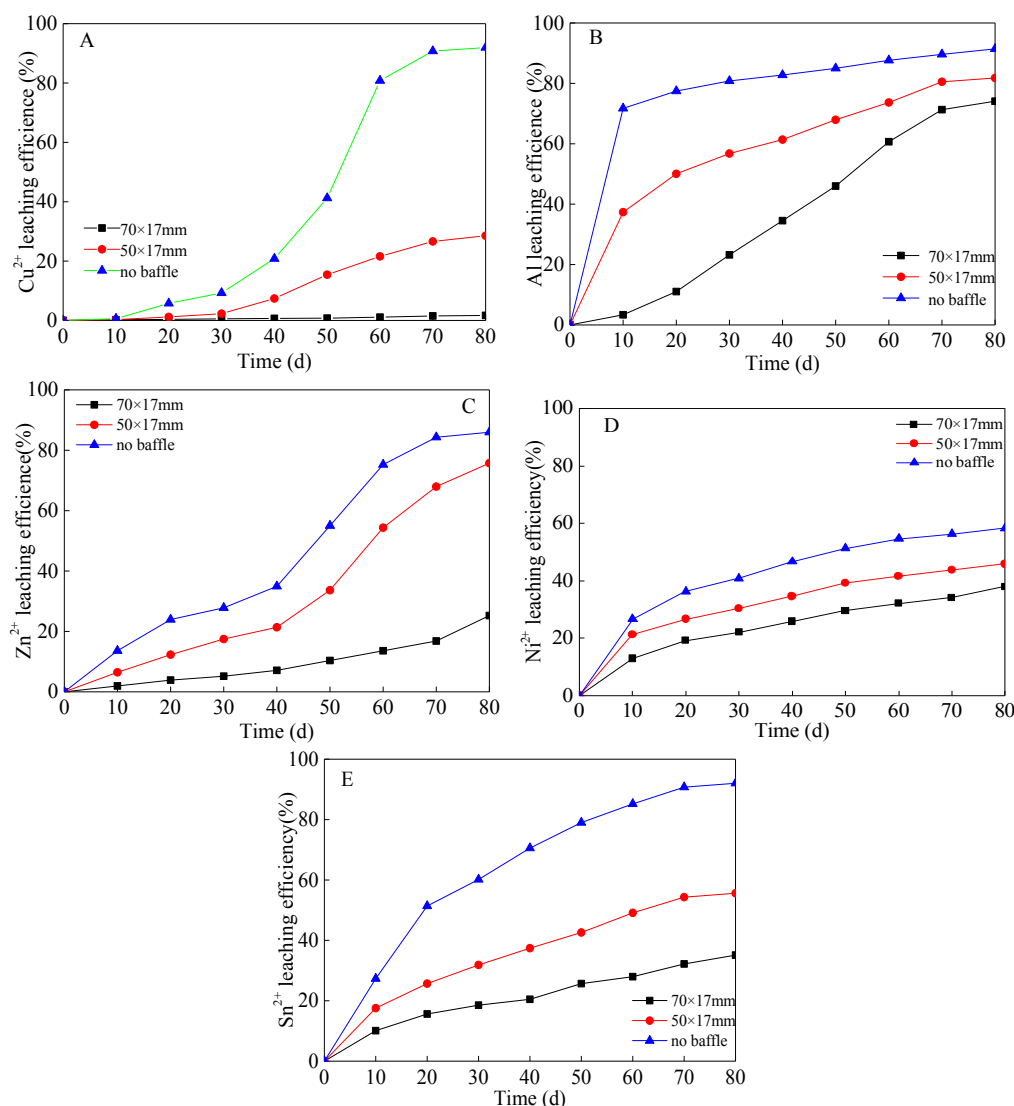 A
Cu2+ leaching efficience (%)
100
80
60
40
20
0
70×17mm
50×17mm
no baffle
0 10 20 30 40 50 60 70 80
Time (d)
B
Al leaching efficience (%)
100
80
60
40
20
0
70×17mm
50×17mm
no baffle
0 10 20 30 40 50 60 70 80
Time (d)
C
Zn2+ leaching efficience(%)
100
80
60
40
20
0
70×17mm
50×17mm
no baffle
0 10 20 30 40 50 60 70 80
Time (d)
D
Ni2+ leaching efficiency(%)
100
80
60
40
20
0
70×17mm
50×17mm
no baffle
0 10 20 30 40 50 60 70 80
Time (d)
E
Sn2+ leaching efficiency(%)
100
80
60
40
20
0
70×17mm
50×17mm
no baffle
0 10 20 30 40 50 60 70 80
Time (d)